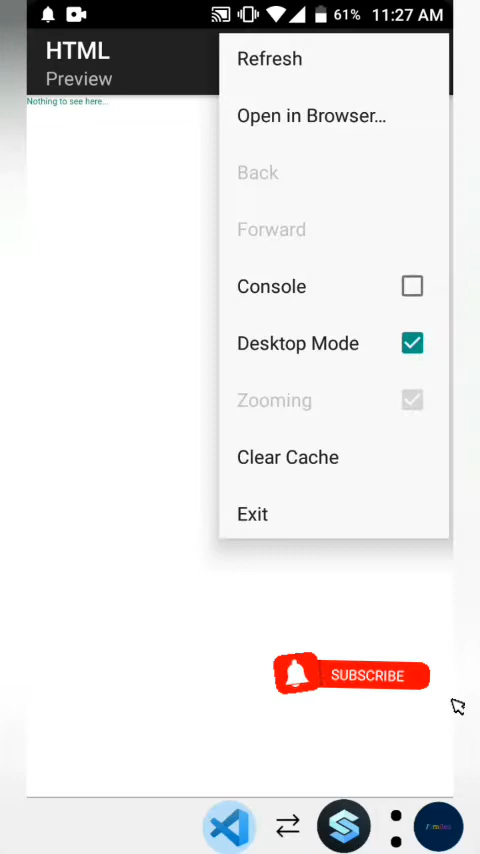 61% 11:27 AM
HTML
Preview
Nothing to see here...
Refresh
Open in Browser...
Back
Forward
Console
Desktop Mode
Zooming
Clear Cache
Exit
SUBSCRIBE